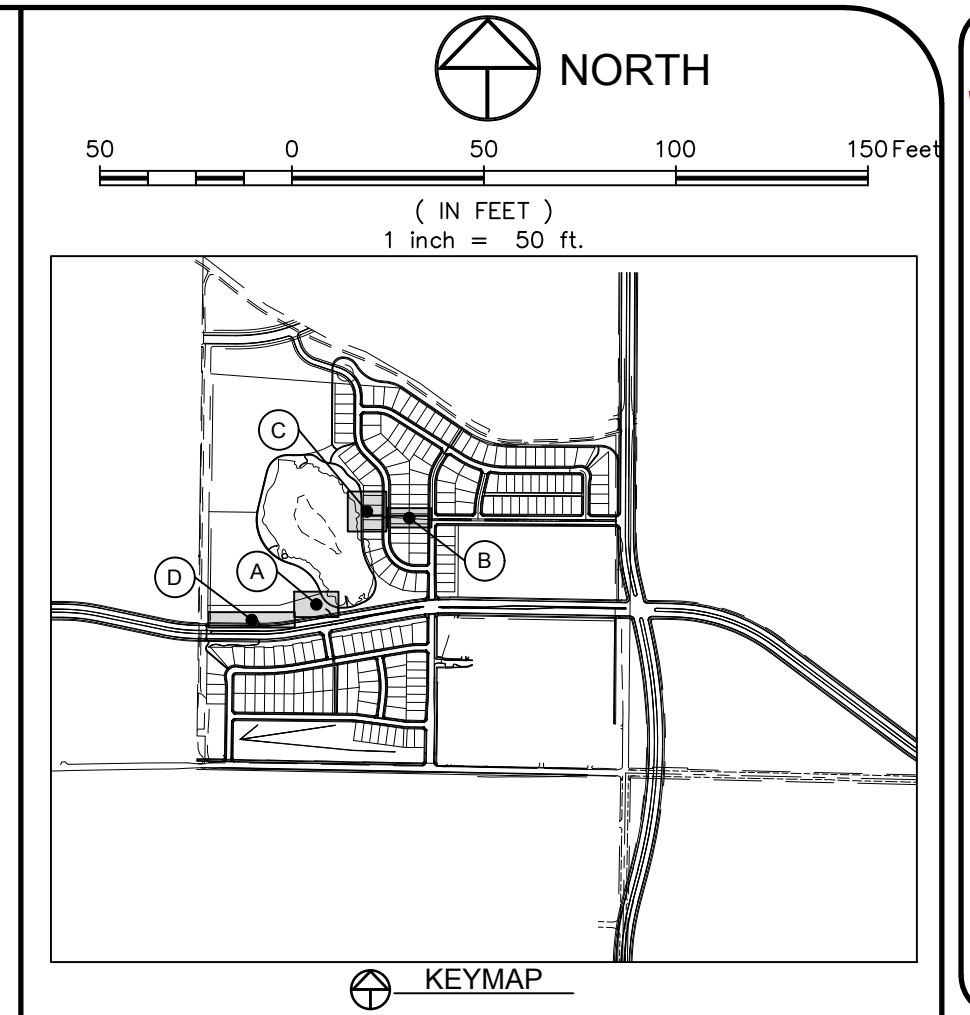 NORTH
50 0 50 100 150 Feet
( IN FEET )
1 inch = 50 ft.
C
B
D
A
KEYMAP